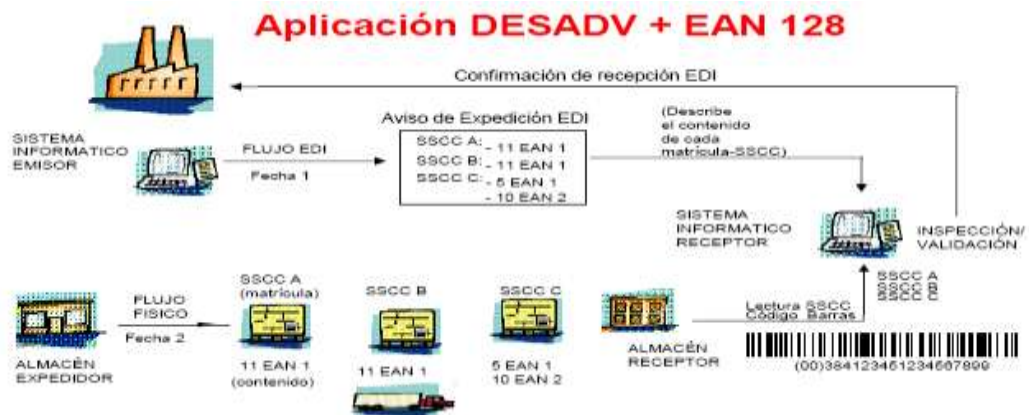 Aplicación DESADV + EAN 128
Confirmación de recepción EDI
Aviso de Expedición EDI
(Describe
el contenido
de cada
matrícula-SSCC)
SISTEMA
INFORMATICO
EMISOR
FLUJO EDI
Fecha 1
SSCC A:
- 11 EAN 1
SSCC B:
- 11 EAN 1
SSCC C:
- 5 EAN 1
- 10 EAN 2
SISTEMA
INFORMATICO
RECEPTOR
INSPECCIÓN/
VALIDACIÓN
SSCC A
SSCC B
SSCC C
ALMACÉN
EXPEDIDOR
FLUJO
FISICO
Fecha 2
SSCC A
(matrícula)
11 EAN 1
(contenido)
SSCC B
11 EAN 1
SSCC C
5 EAN 1
10 EAN 2
ALMACÉN
RECEPTOR
Lectura SSCC
Código Barras
(00)384123451234567899